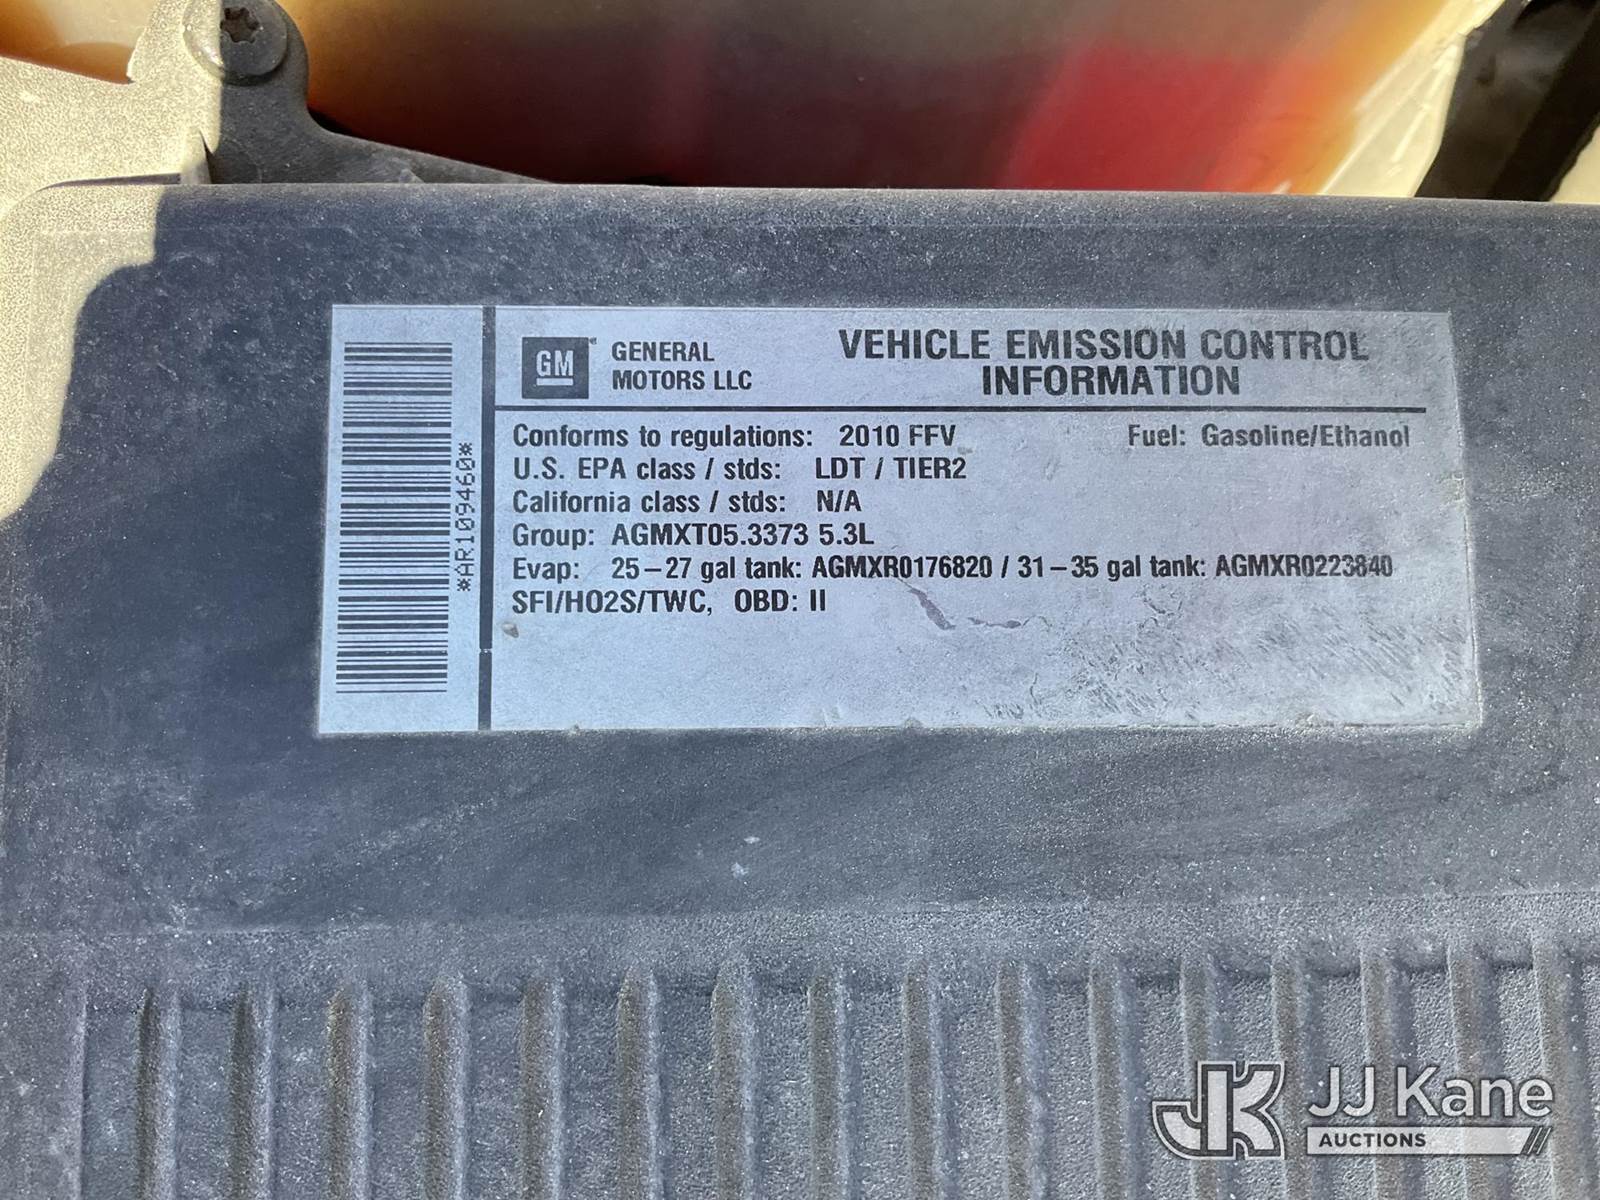 *AR109460*
GM
GENERAL
MOTORS LLC
VEHICLE EMISSION CONTROL
INFORMATION
Conforms to regulations: 2010 FFV Fuel: Gasoline/Ethanol
U.S. EPA class / stds: LDT / TIER2
California class / stds: N/A
Group: AGMXT05.3373 5.3L
Evap: 25-27 gal tank: AGMXR0176820 / 31-35 gal tank: AGMXR0223840
SFI/HO2S/TWC, OBD: II
JK JJ Kane
AUCTIONS